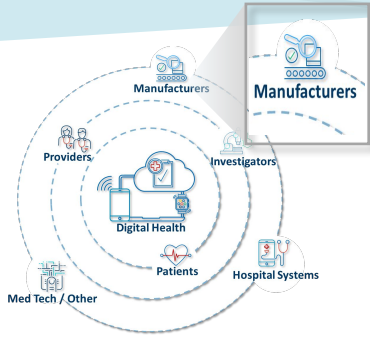 Manufacturers
Manufacturers
Providers
Investigators
Digital Health
Patients
Hospital Systems
Med Tech / Other